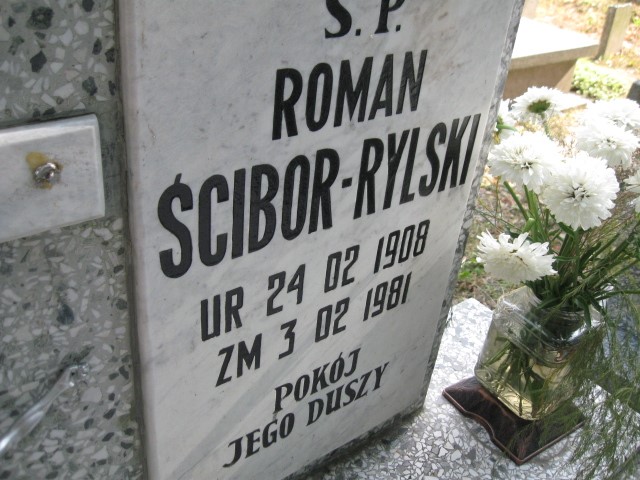 Ś. P.
ROMAN
ŚCIBOR-RYLSKI
UR 24 02 1908
ZM 3 02 1981
POKÓJ
JEGO DUSZY